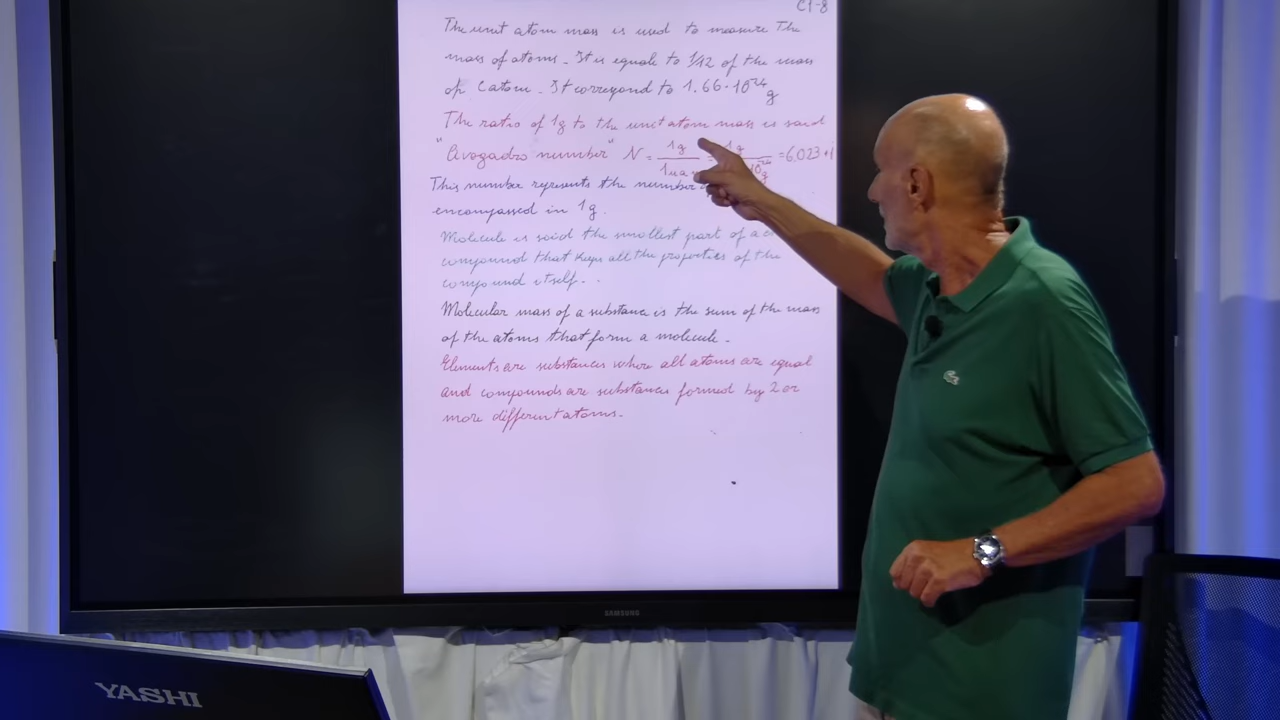 C1-8
The unit atom mass is used to measure the
mass of atoms. It is equale to 1/12 of the mass
of C atom. It correspond to 1.66·10⁻²⁴ g
The ratio of 1g to the unit atom mass is said
"Avogadro number" N = 1g / 1ua = 1g / 10⁻²⁴g = 6.023
This number represents the number
encompassed in 1g.
Molecule is said the smallest part of a
compound that keeps all the properties of the
compound itself.
Molecular mass of a substance is the sum of the mass
of the atoms that form a molecule.
Elements are substances where all atoms are equal
and compounds are substances formed by 2 or
more different atoms.
SAMSUNG
YASHI